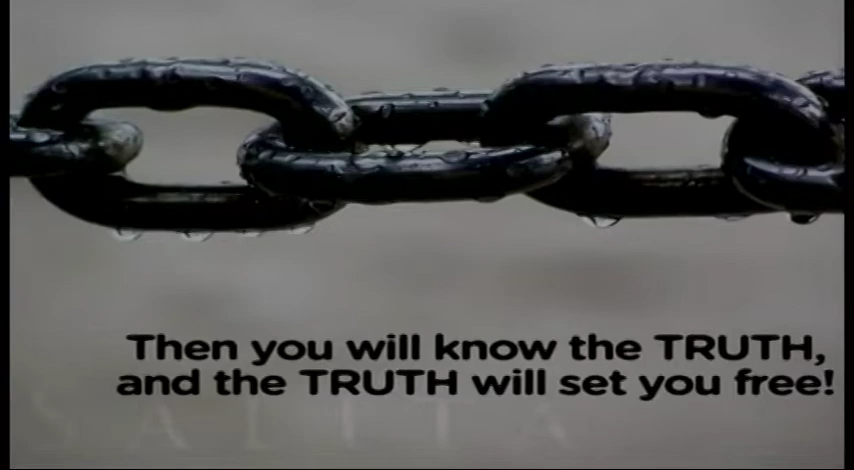 Then you will know the TRUTH,
and the TRUTH will set you free!